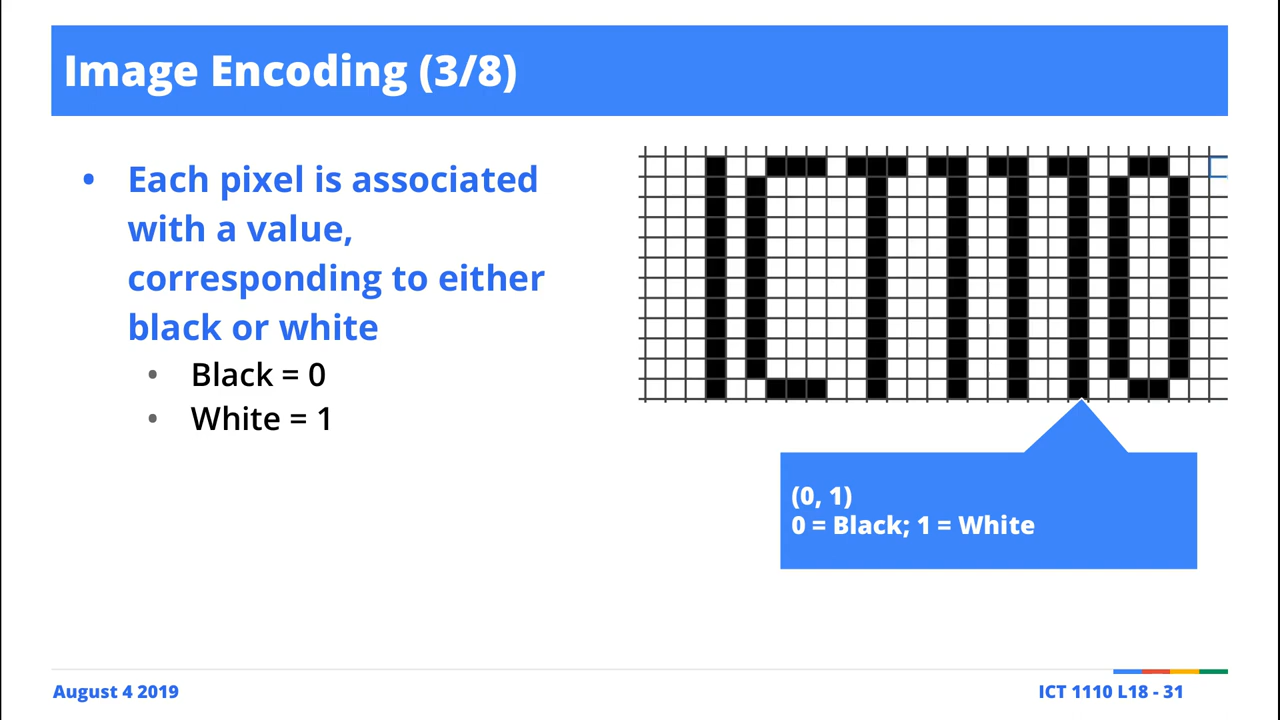 Image Encoding (3/8)
• Each pixel is associated
with a value,
corresponding to either
black or white
• Black = 0
• White = 1
ICT1110
(0, 1)
0 = Black; 1 = White
August 4 2019
ICT 1110 L18 - 31